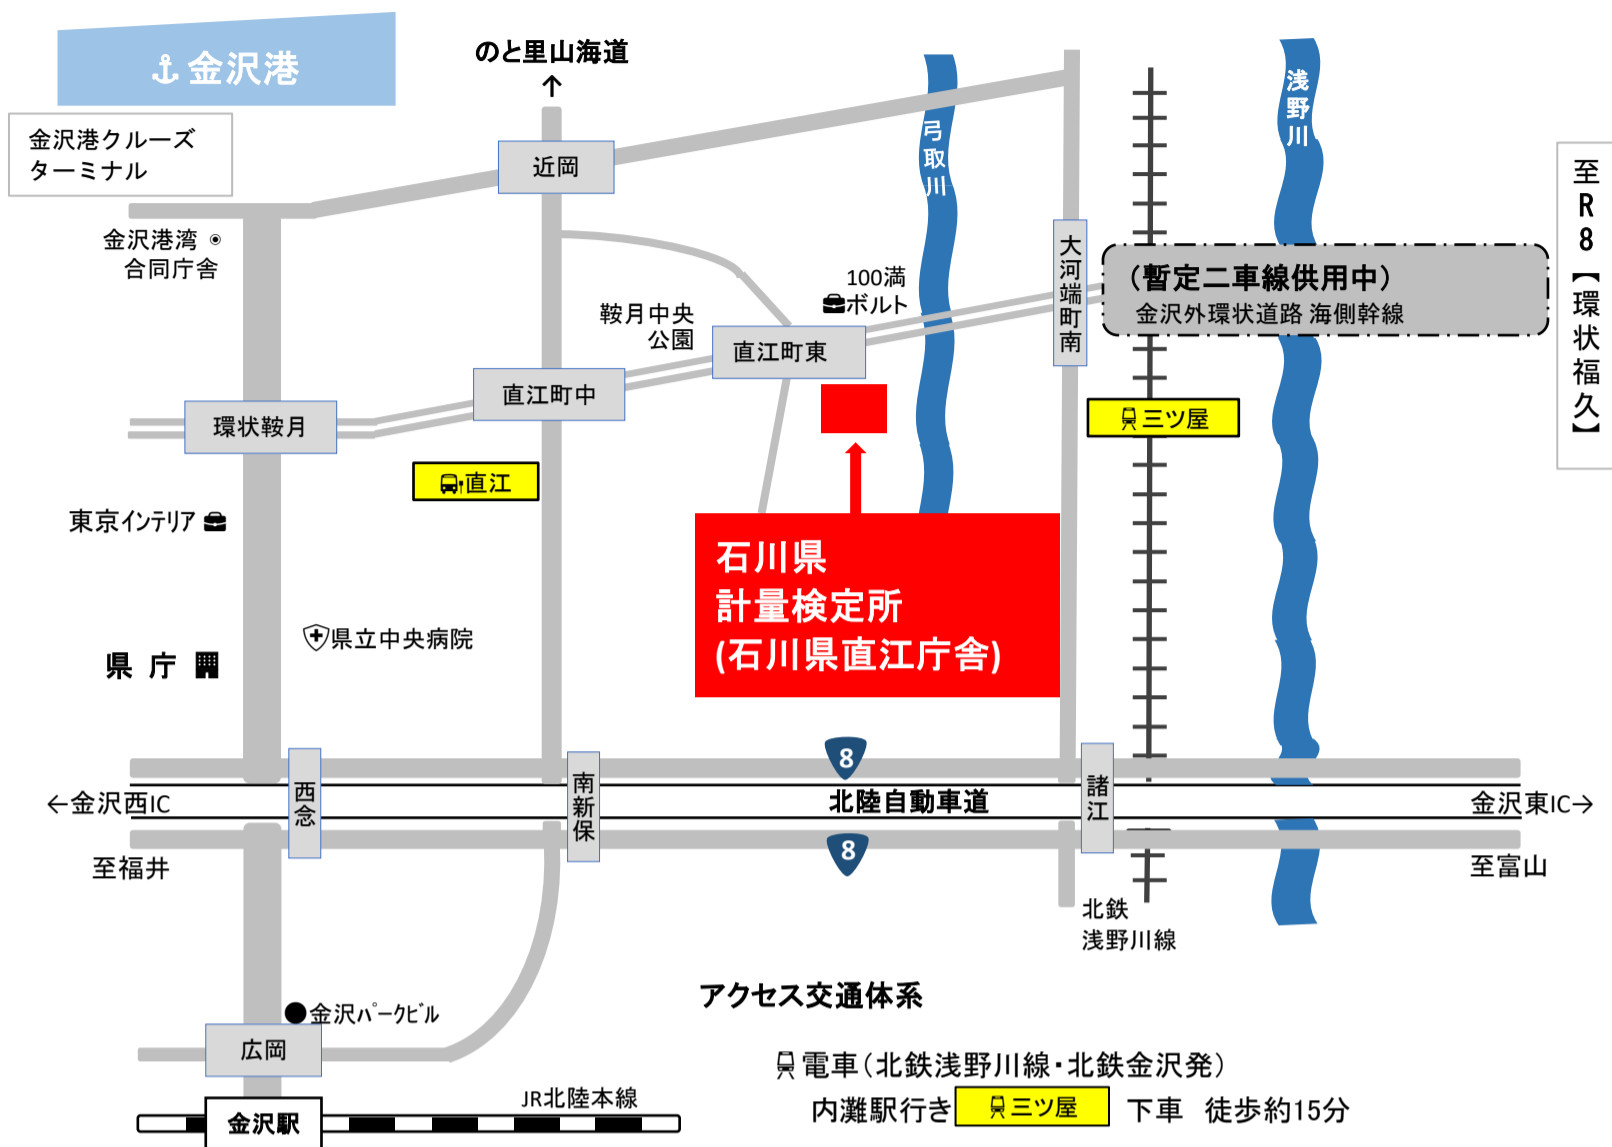 金沢港
のと里山海道
↑
金沢港クルーズ
ターミナル
近岡
弓取川
浅野川
至R8【環状福久】
金沢港湾
合同庁舎
大河端町南
(暫定二車線供用中)
金沢外環状道路 海側幹線
100満
ボルト
鞍月中央
公園
直江町東
直江町中
環状鞍月
三ツ屋
直江
東京インテリア
石川県
計量検定所
(石川県直江庁舎)
県立中央病院
県庁
8
西念
南新保
諸江
←金沢西IC
北陸自動車道
金沢東IC→
8
至福井
至富山
北鉄
浅野川線
アクセス交通体系
金沢パークビル
広岡
電車(北鉄浅野川線・北鉄金沢発)
JR北陸本線
内灘駅行き 三ツ屋 下車 徒歩約15分
金沢駅